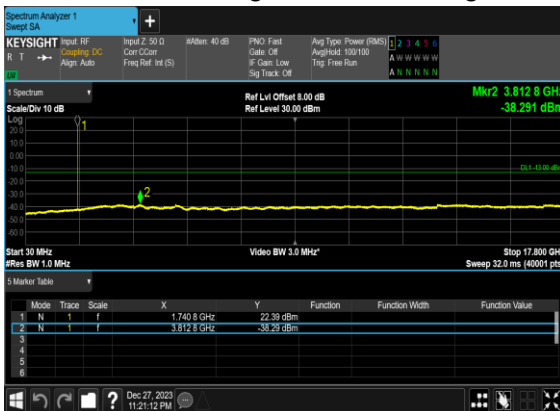 Spectrum Analyzer 1
Swept SA
KEYSIGHT Input: RF Input Z: 50 Ω #Atten: 40 dB PNO: Fast Avg Type: Power (RMS) 1 2 3 4 5 6
R T Coupling: DC Corr CCorr Gate: Off Avg|Hold: 100/100 A W W W W W
Align: Auto Freq Ref: Int (S) IF Gain: Low Trig: Free Run
LV Sig Track: Off A N N N N N
1 Spectrum Ref Lvl Offset 8.00 dB Mkr2 3.812 8 GHz
Scale/Div 10 dB Ref Level 30.00 dBm -38.291 dBm
Log
20.0 1
10.0
0.00
-10.0 DL1 -13.00 dBm
-20.0
-30.0 2
-40.0
-50.0
-60.0
Start 30 MHz Video BW 3.0 MHz* Stop 17.800 GH
#Res BW 1.0 MHz Sweep 32.0 ms (40001 pts
5 Marker Table
Mode Trace Scale X Y Function Function Width Function Value
1 N 1 f 1.740 8 GHz 22.39 dBm
2 N 1 f 3.812 8 GHz -38.29 dBm
3
4
5
6
? Dec 27, 2023
11:21:12 PM